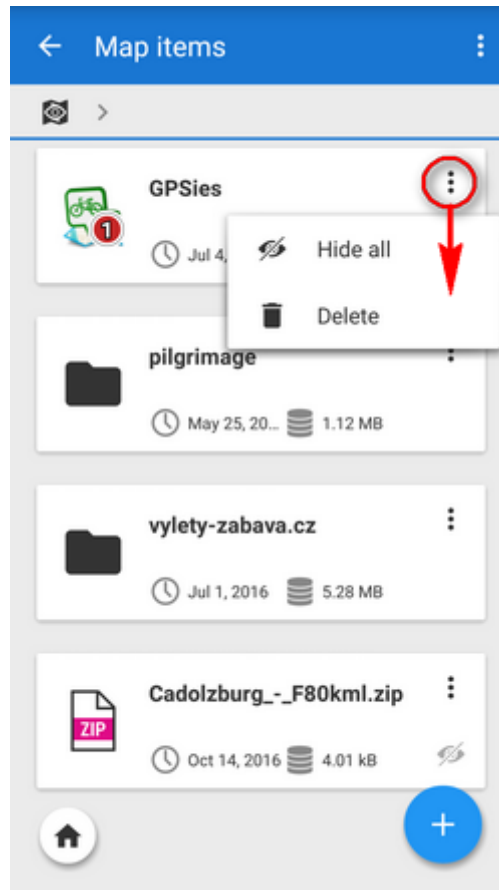 Map items
GPSies
1
Jul 4,
Hide all
Delete
pilgrimage
May 25, 20... 1.12 MB
vylety-zabava.cz
Jul 1, 2016 5.28 MB
Cadolzburg_-_F80kml.zip
ZIP
Oct 14, 2016 4.01 kB